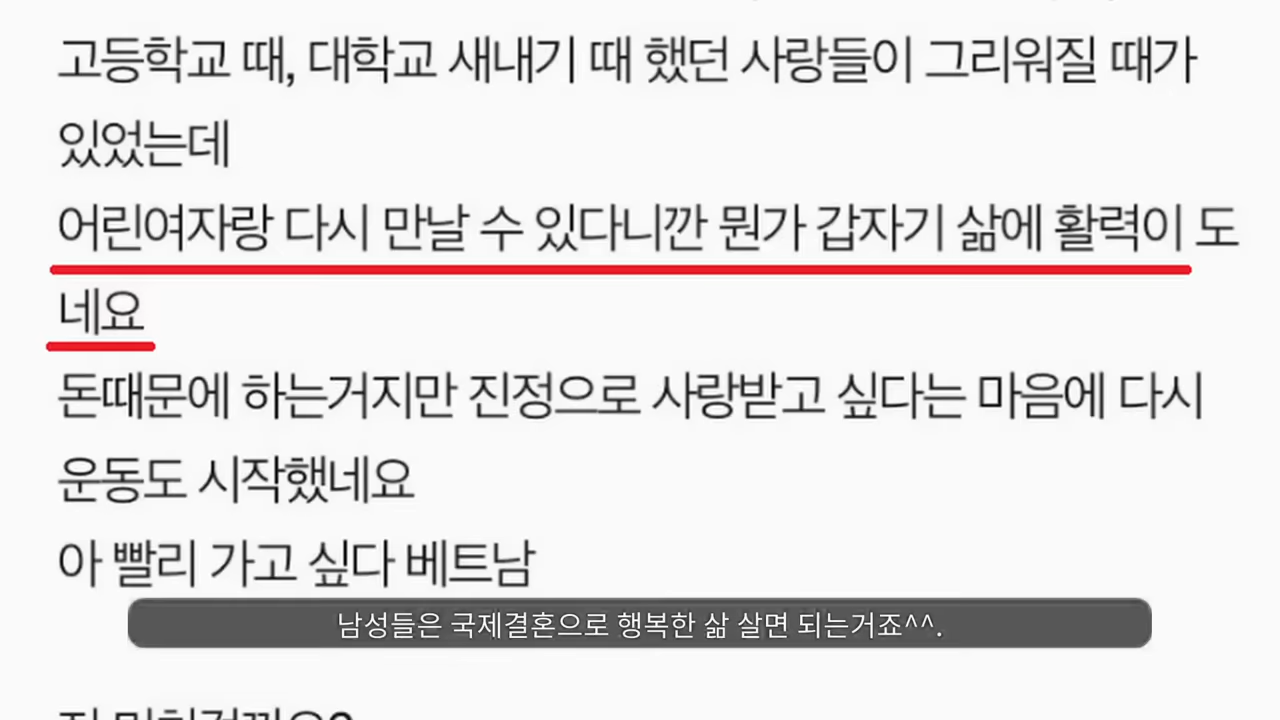 고등학교 때, 대학교 새내기 때 했던 사랑들이 그리워질 때가
있었는데
어린여자랑 다시 만날 수 있다니깐 뭔가 갑자기 삶에 활력이 도
네요
돈때문에 하는거지만 진정으로 사랑받고 싶다는 마음에 다시
운동도 시작했네요
아 빨리 가고 싶다 베트남
남성들은 국제결혼으로 행복한 삶 살면 되는거죠^^.